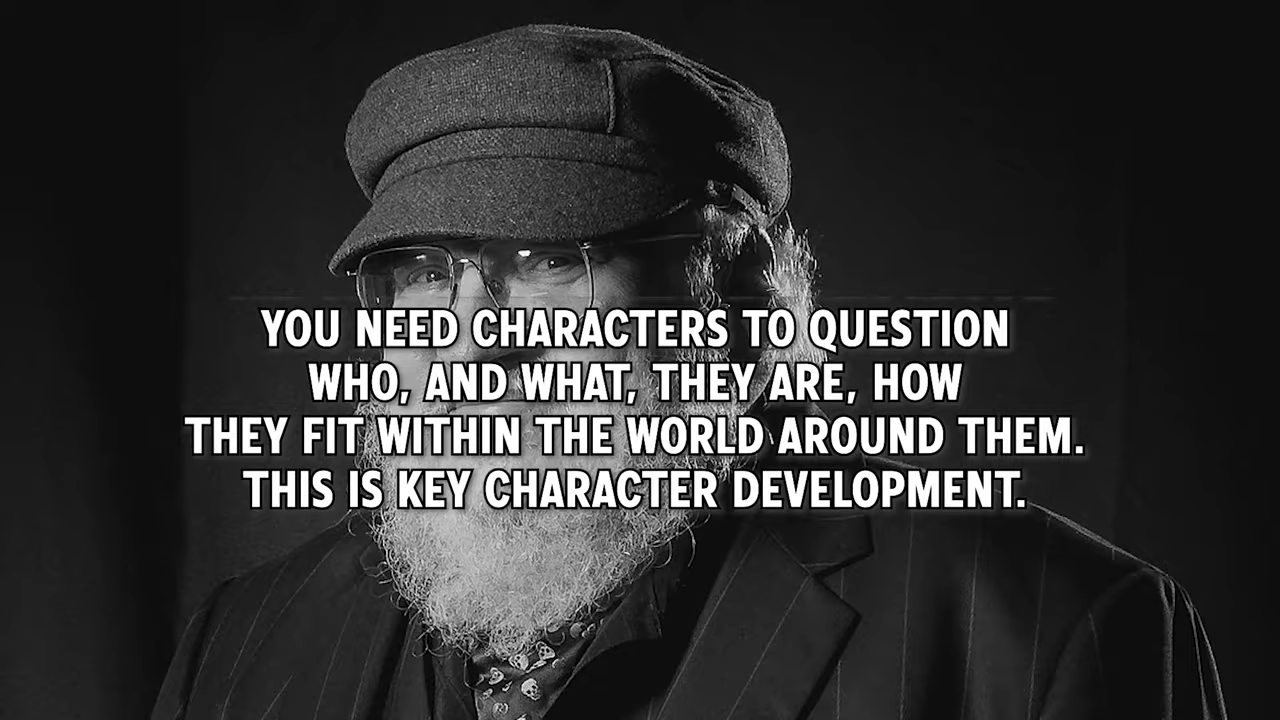 YOU NEED CHARACTERS TO QUESTION
WHO, AND WHAT, THEY ARE, HOW
THEY FIT WITHIN THE WORLD AROUND THEM.
THIS IS KEY CHARACTER DEVELOPMENT.